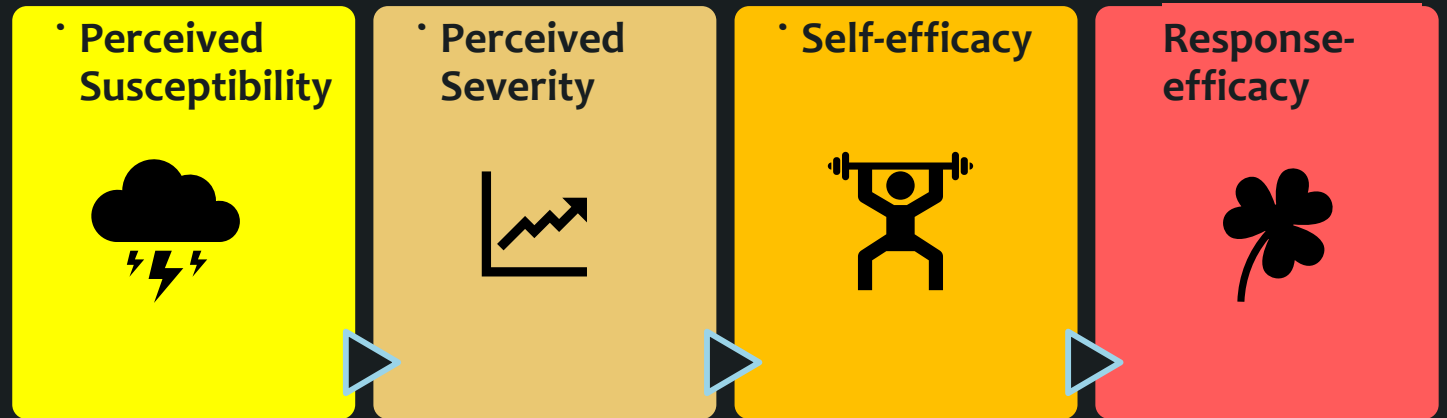 • Perceived
Susceptibility
• Perceived
Severity
• Self-efficacy
Response-
efficacy